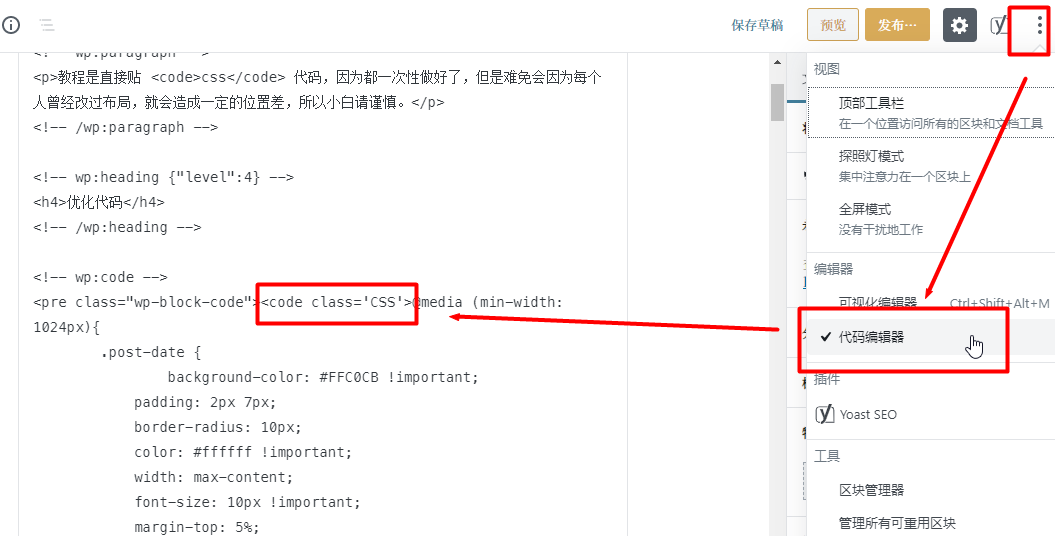 保存草稿
预览
发布…
<!-- wp:paragraph -->
<p>教程是直接贴 <code>css</code> 代码，因为都一次性做好了，但是难免会因为每个
人曾经改过布局，就会造成一定的位置差，所以小白请谨慎。</p>
<!-- /wp:paragraph -->
<!-- wp:heading {"level":4} -->
<h4>优化代码</h4>
<!-- /wp:heading -->
<!-- wp:code -->
<pre class="wp-block-code"><code class='CSS'>@media (min-width:
1024px){
.post-date {
background-color: #FFC0CB !important;
padding: 2px 7px;
border-radius: 10px;
color: #ffffff !important;
width: max-content;
font-size: 10px !important;
margin-top: 5%;
视图
顶部工具栏
在一个位置访问所有的区块和文档工具
探照灯模式
集中注意力在一个区块上
全屏模式
没有干扰地工作
编辑器
可视化编辑器 Ctrl+Shift+Alt+M
代码编辑器
插件
Yoast SEO
工具
区块管理器
管理所有可重用区块